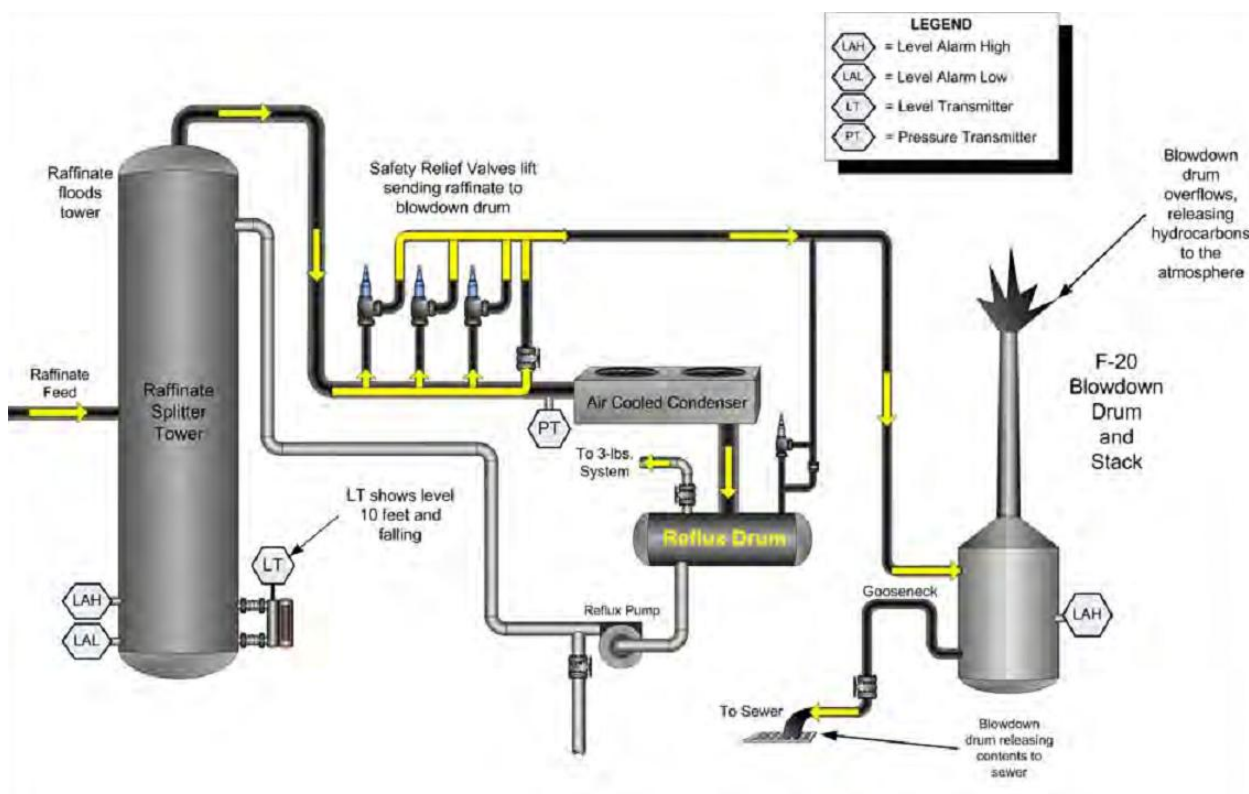 LEGEND
LAH = Level Alarm High
LAL = Level Alarm Low
LT = Level Transmitter
PT = Pressure Transmitter
Raffinate
floods
tower
Safety Relief Valves lift
sending raffinate to
blowdown drum
Blowdown
drum
overflows,
releasing
hydrocarbons
to the
atmosphere
Raffinate
Feed
Raffinate
Splitter
Tower
Air Cooled Condenser
PT
F-20
Blowdown
Drum
and
Stack
To 3-lbs.
System
LT shows level
10 feet and
falling
Reflux Drum
LT
LAH
LAL
Reflux Pump
Gooseneck
LAH
To Sewer
Blowdown
drum releasing
contents to
sewer